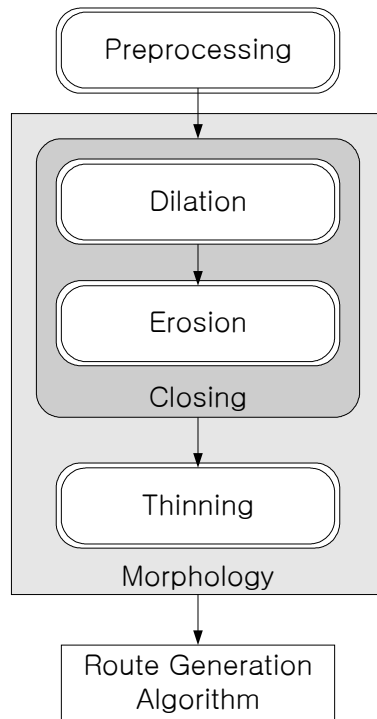 Preprocessing
Dilation
Erosion
Closing
Thinning
Morphology
Route Generation
Algorithm